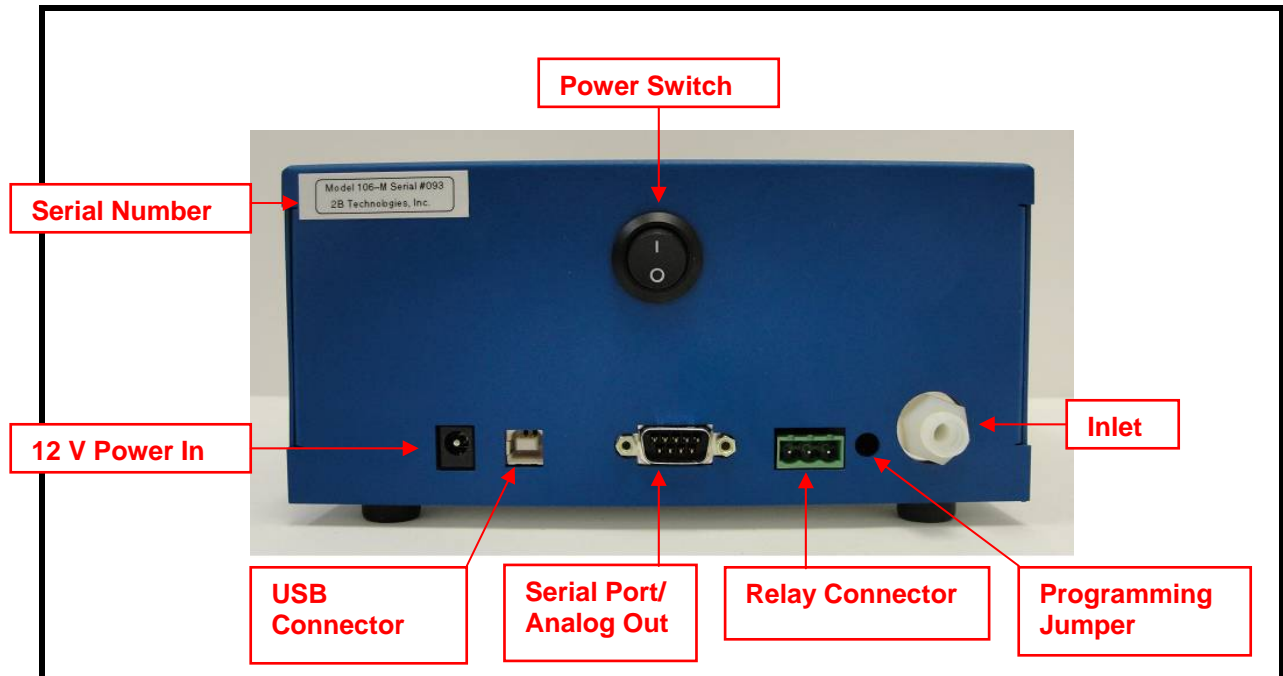 Power Switch
Model 106-M Serial #093
2B Technologies, Inc.
Serial Number
I
O
12 V Power In
Inlet
USB
Connector
Serial Port/
Analog Out
Relay Connector
Programming
Jumper